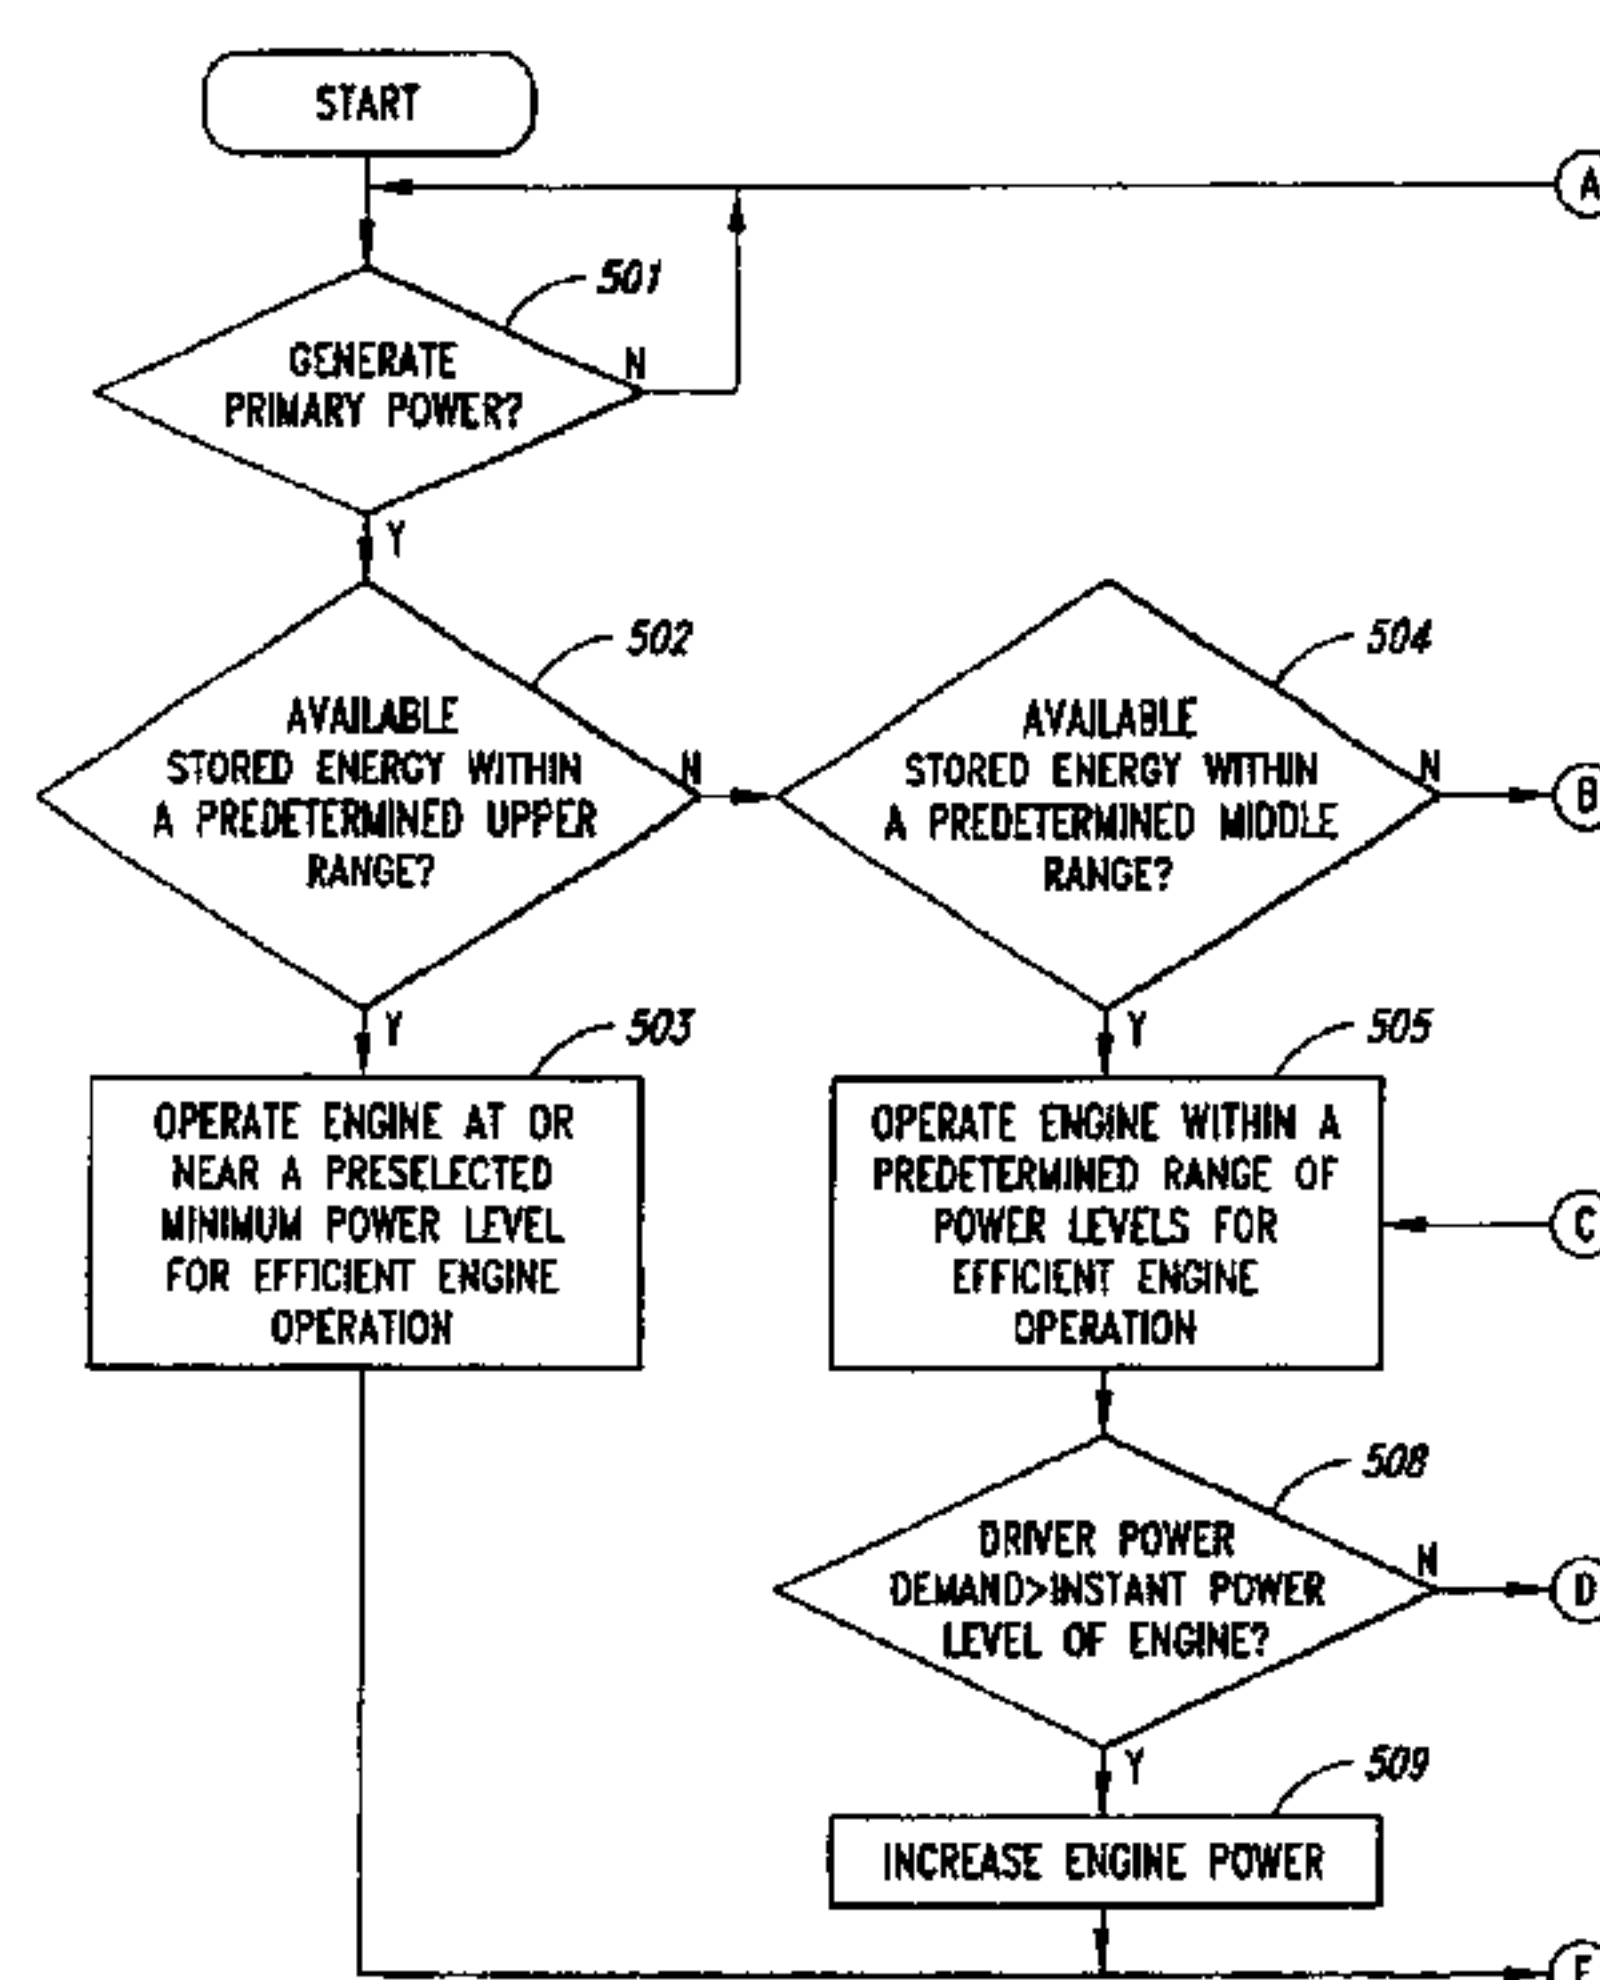 START
A
501
GENERATE
PRIMARY POWER?
N
Y
502
AVAILABLE
STORED ENERGY WITHIN
A PREDETERMINED UPPER
RANGE?
N
Y
504
AVAILABLE
STORED ENERGY WITHIN
A PREDETERMINED MIDDLE
RANGE?
N
B
Y
503
OPERATE ENGINE AT OR
NEAR A PRESELECTED
MINIMUM POWER LEVEL
FOR EFFICIENT ENGINE
OPERATION
505
OPERATE ENGINE WITHIN A
PREDETERMINED RANGE OF
POWER LEVELS FOR
EFFICIENT ENGINE
OPERATION
C
508
DRIVER POWER
DEMAND>INSTANT POWER
LEVEL OF ENGINE?
N
D
Y
509
INCREASE ENGINE POWER